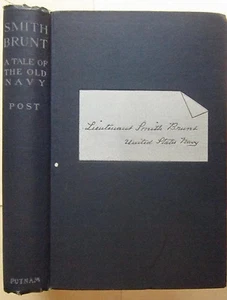 SMITH
BRUNT
A TALE OF
THE OLD
NAVY
POST
PUTNAM
Lieutenant Smith Brunt
United States Navy